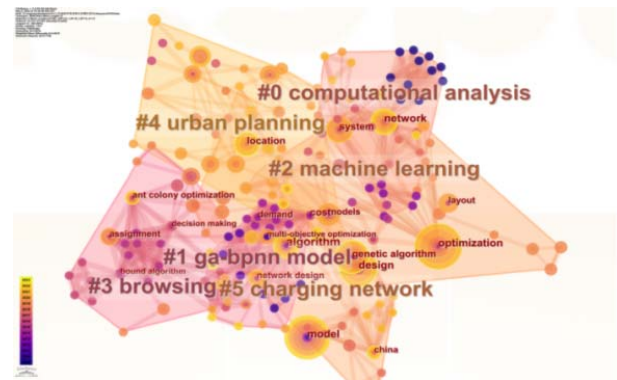 #0 computational analysis
#4 urban planning
system
network
location
#2 machine learning
ant colony optimization
layout
demand
cost
models
decision making
assignment
multi-objective optimization
algorithm
optimization
#1 ga bpnn model
genetic algorithm
design
bound algorithm
network design
#3 browsing
#5 charging network
model
china